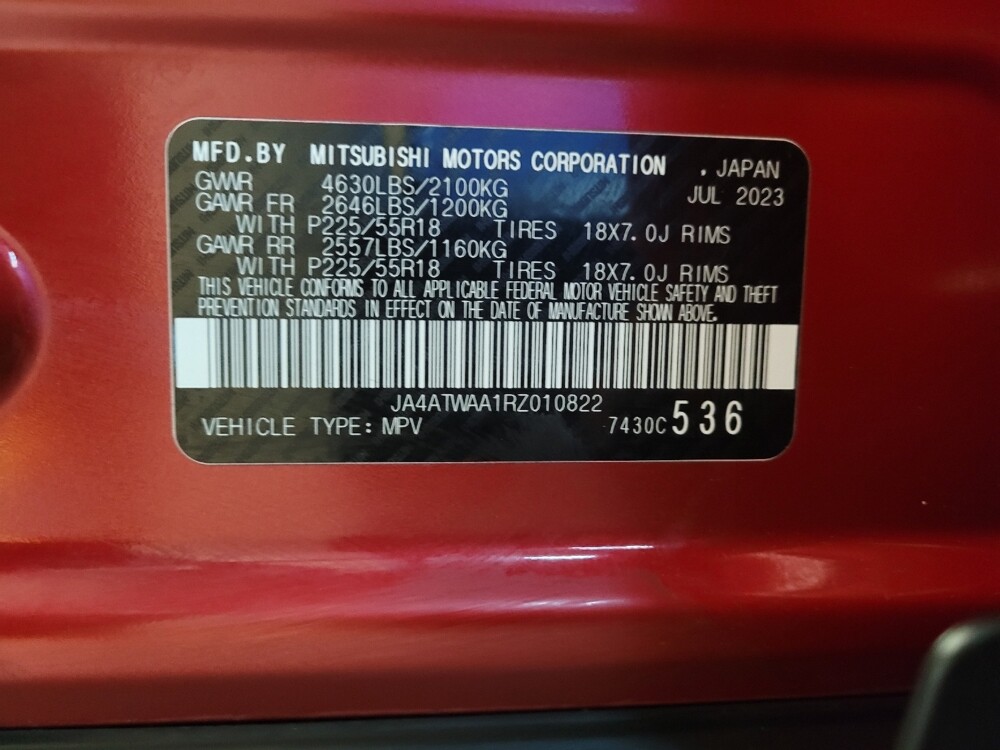 MFD.BY MITSUBISHI MOTORS CORPORATION . JAPAN
GVWR 4630LBS/2100KG JUL 2023
GAWR FR 2646LBS/1200KG
WITH P225/55R18 TIRES 18X7.0J RIMS
GAWR RR 2557LBS/1160KG
WITH P225/55R18 TIRES 18X7.0J RIMS
THIS VEHICLE CONFORMS TO ALL APPLICABLE FEDERAL MOTOR VEHICLE SAFETY AND THEFT
PREVENTION STANDARDS IN EFFECT ON THE DATE OF MANUFACTURE SHOWN ABOVE.
JA4ATWAA1RZ010822
VEHICLE TYPE: MPV 7430C 536